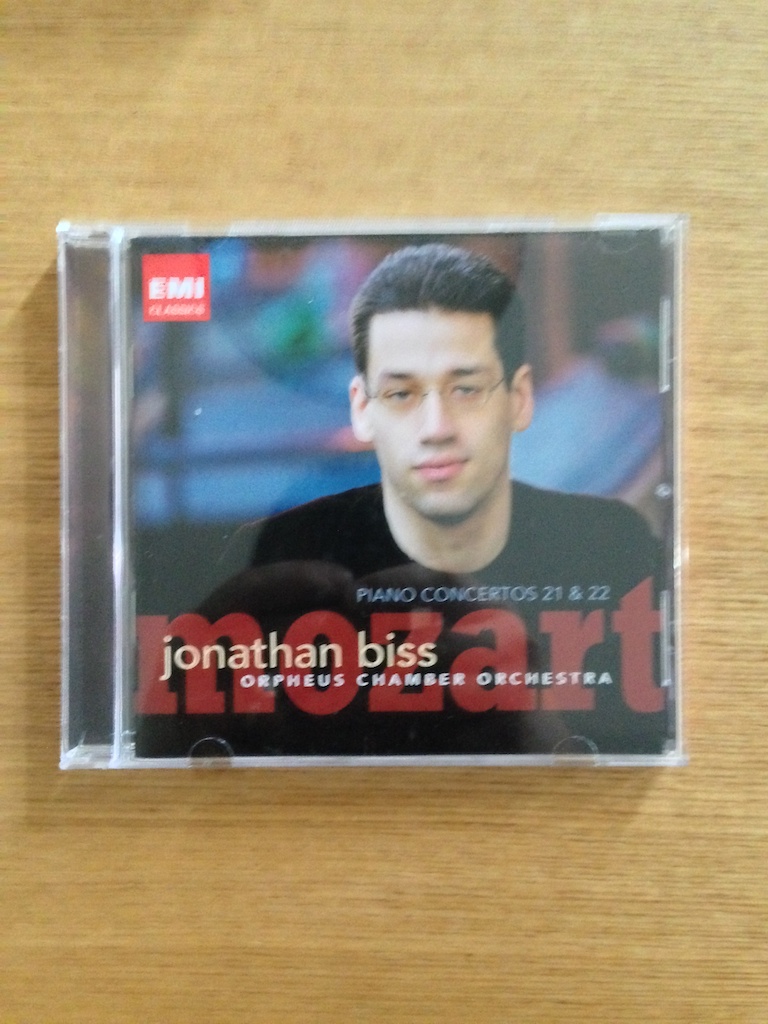 EMI
CLASSICS
PIANO CONCERTOS 21 & 22
mozart
jonathan biss
ORPHEUS CHAMBER ORCHESTRA